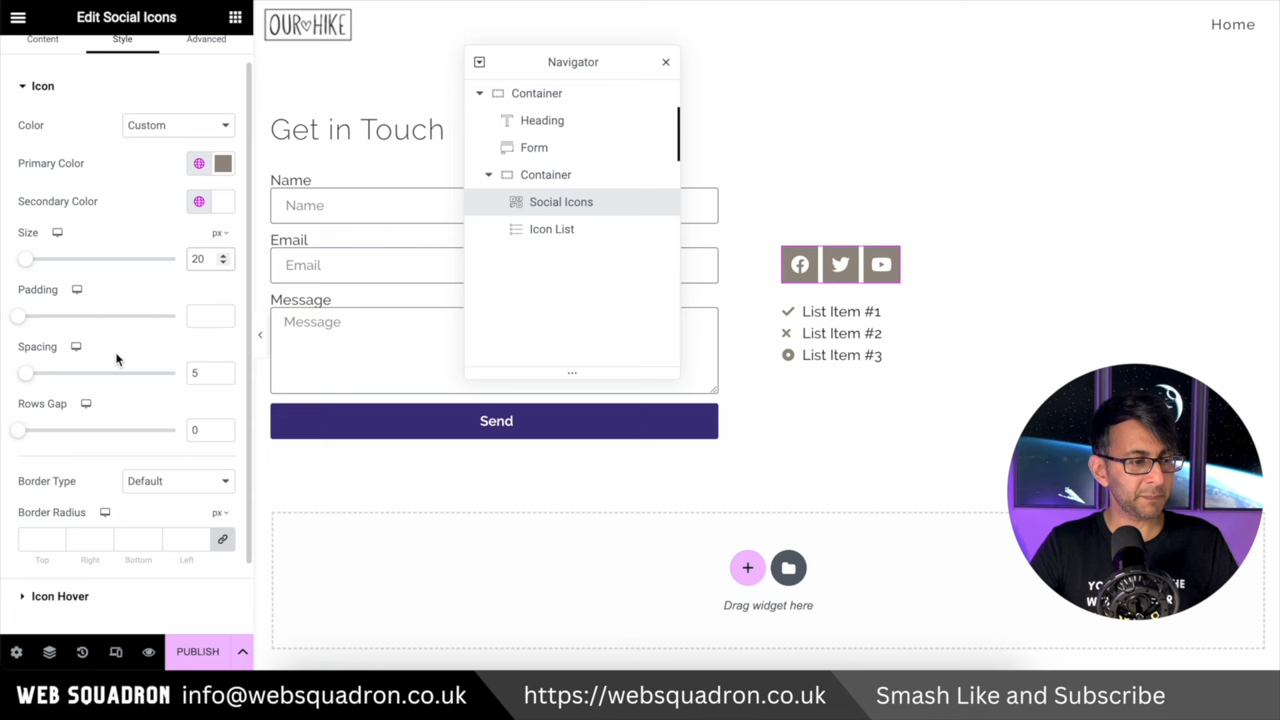 Edit Social Icons
Content
Style
Advanced
Icon
Color
Custom
Primary Color
Secondary Color
Size
px
20
Padding
Spacing
5
Rows Gap
0
Border Type
Default
Border Radius
px
Top
Right
Bottom
Left
Icon Hover
PUBLISH
OUR HIKE
Home
Navigator
Container
Heading
Form
Container
Social Icons
Icon List
Get in Touch
Name
Name
Email
Email
Message
Message
Send
List Item #1
List Item #2
List Item #3
Drag widget here
WEB SQUADRON info@websquadron.co.uk
https://websquadron.co.uk
Smash Like and Subscribe